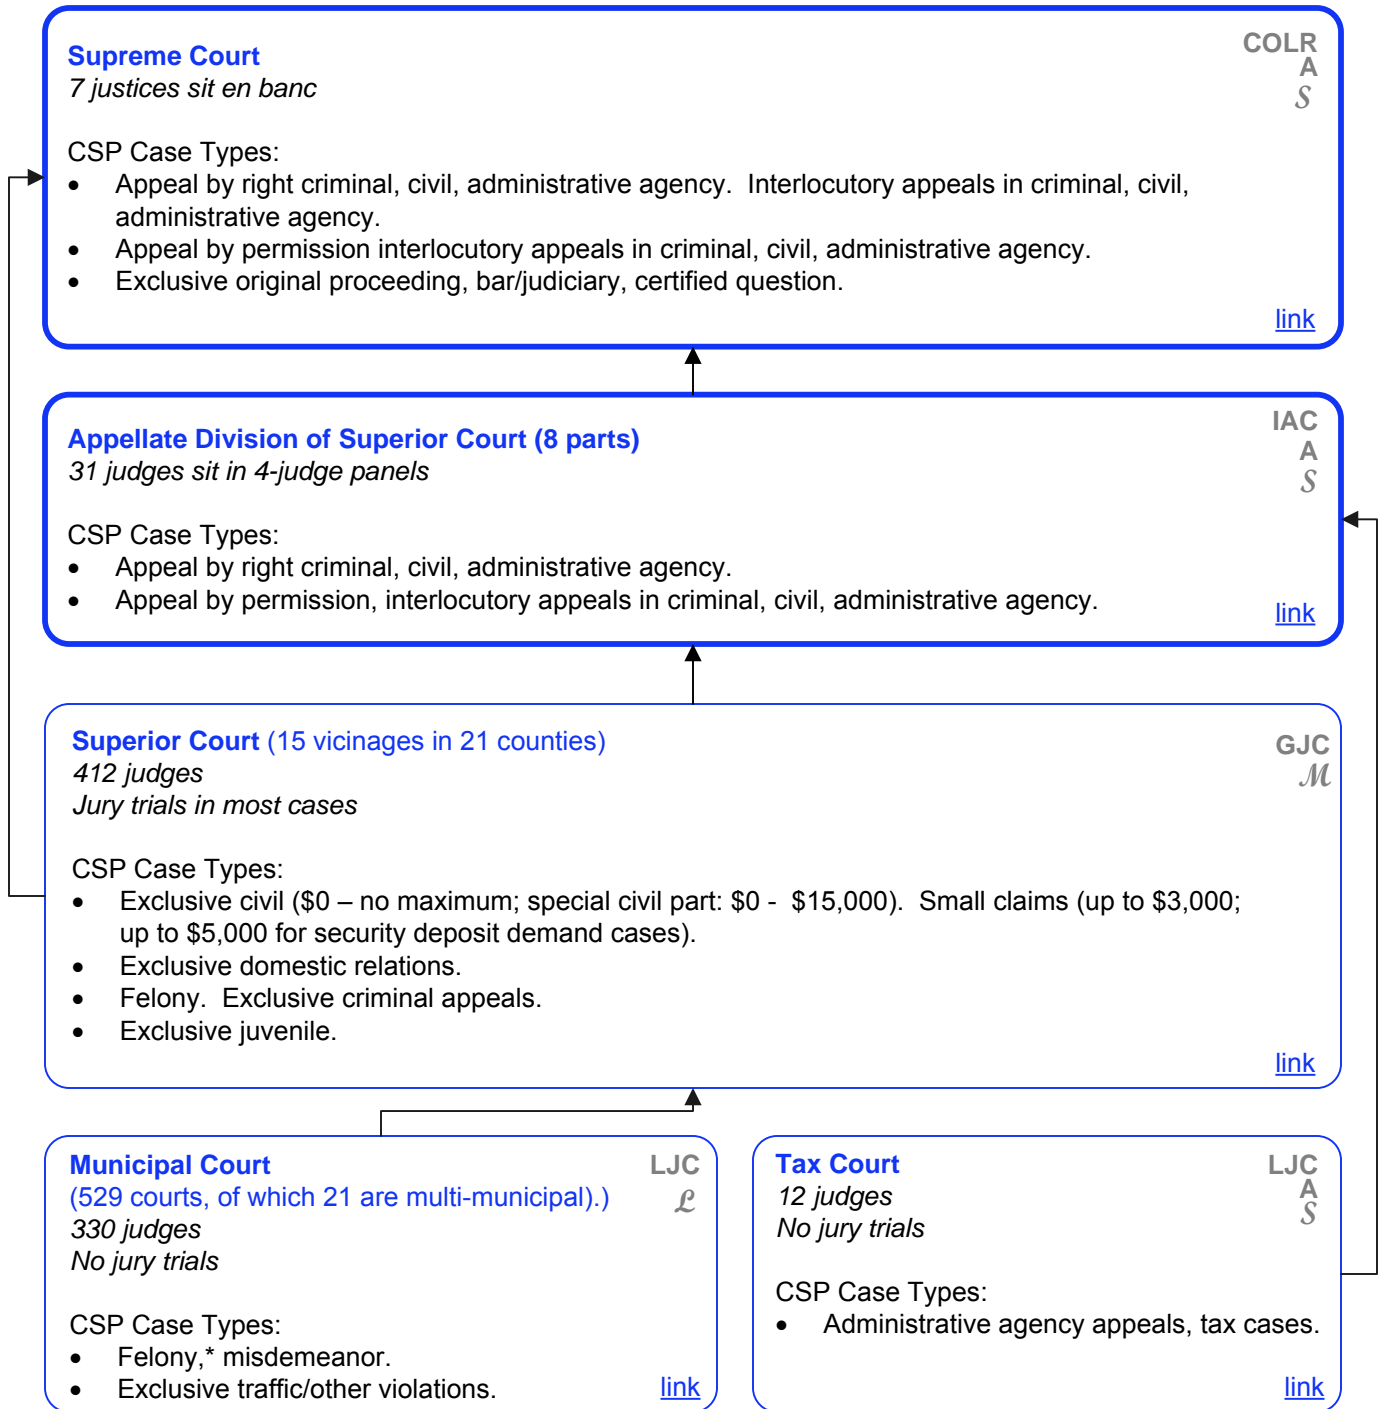 Supreme Court
COLR
7 justices sit en banc
A
S
CSP Case Types:
• Appeal by right criminal, civil, administrative agency.  Interlocutory appeals in criminal, civil,
administrative agency.
• Appeal by permission interlocutory appeals in criminal, civil, administrative agency.
• Exclusive original proceeding, bar/judiciary, certified question.
link
Appellate Division of Superior Court (8 parts)
IAC
31 judges sit in 4-judge panels
A
S
CSP Case Types:
• Appeal by right criminal, civil, administrative agency.
• Appeal by permission, interlocutory appeals in criminal, civil, administrative agency.
link
Superior Court (15 vicinages in 21 counties)
GJC
412 judges
M
Jury trials in most cases
CSP Case Types:
• Exclusive civil ($0 – no maximum; special civil part: $0 -  $15,000).  Small claims (up to $3,000;
up to $5,000 for security deposit demand cases).
• Exclusive domestic relations.
• Felony.  Exclusive criminal appeals.
• Exclusive juvenile.
link
Municipal Court
LJC
(529 courts, of which 21 are multi-municipal).)
L
330 judges
No jury trials
CSP Case Types:
• Felony,* misdemeanor.
• Exclusive traffic/other violations.
link
Tax Court
LJC
12 judges
A
No jury trials
S
CSP Case Types:
• Administrative agency appeals, tax cases.
link